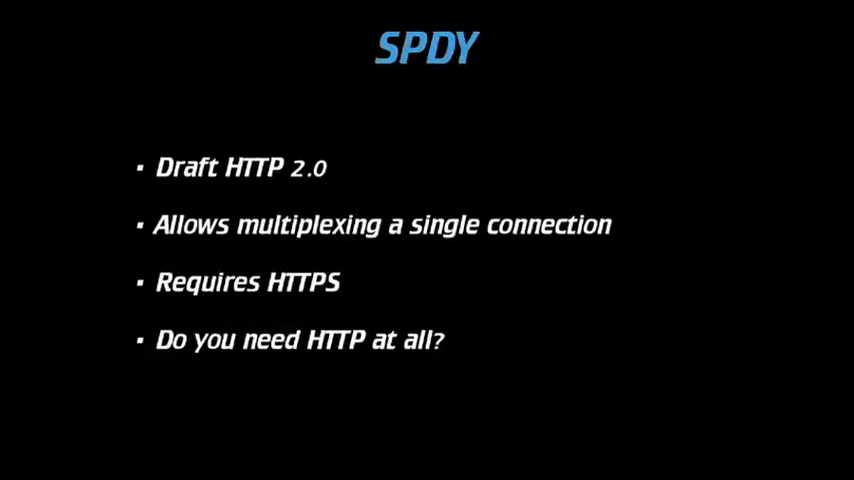 SPDY
▪ Draft HTTP 2.0
▪ Allows multiplexing a single connection
▪ Requires HTTPS
▪ Do you need HTTP at all?